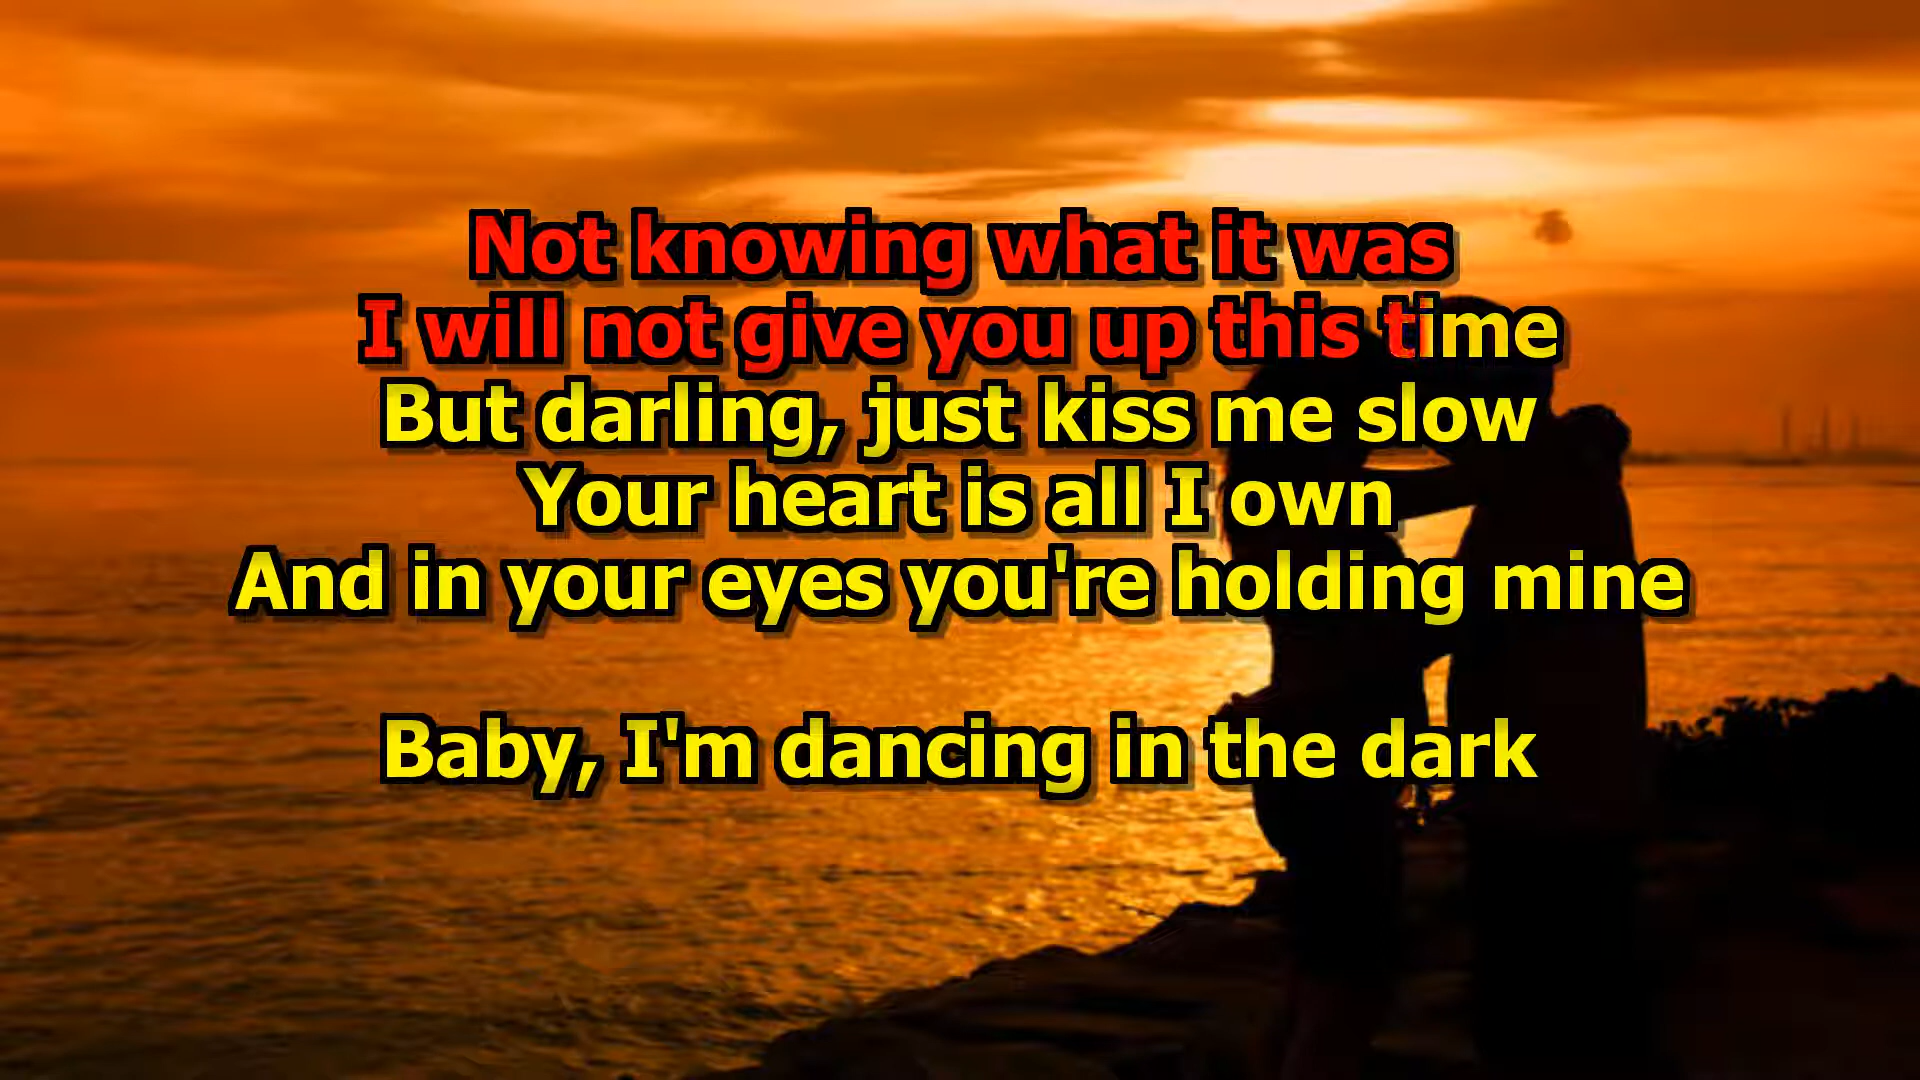 Not knowing what it was
I will not give you up this time
But darling, just kiss me slow
Your heart is all I own
And in your eyes you're holding mine
Baby, I'm dancing in the dark